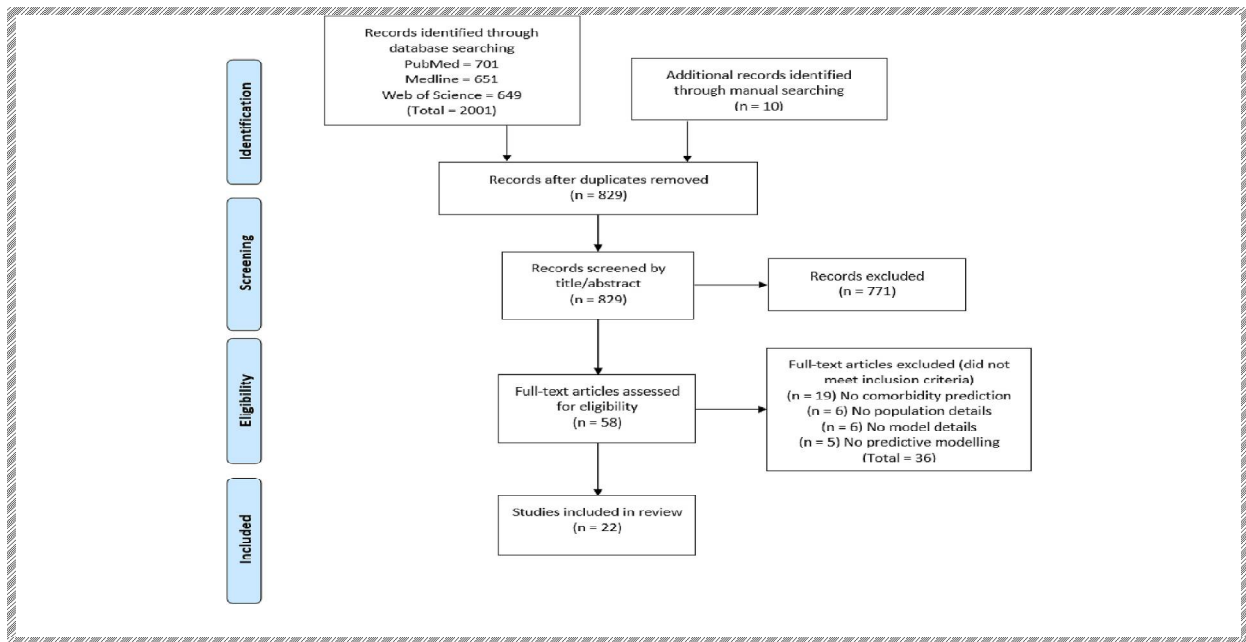 Records identified through
database searching
PubMed = 701
Medline = 651
Web of Science = 649
(Total = 2001)
Additional records identified
through manual searching
(n = 10)
Identification
Records after duplicates removed
(n = 829)
Screening
Records screened by
title/abstract
(n = 829)
Records excluded
(n = 771)
Eligibility
Full-text articles assessed
for eligibility
(n = 58)
Full-text articles excluded (did not
meet inclusion criteria)
(n = 19) No comorbidity prediction
(n = 6) No population details
(n = 6) No model details
(n = 5) No predictive modelling
(Total = 36)
Included
Studies included in review
(n = 22)